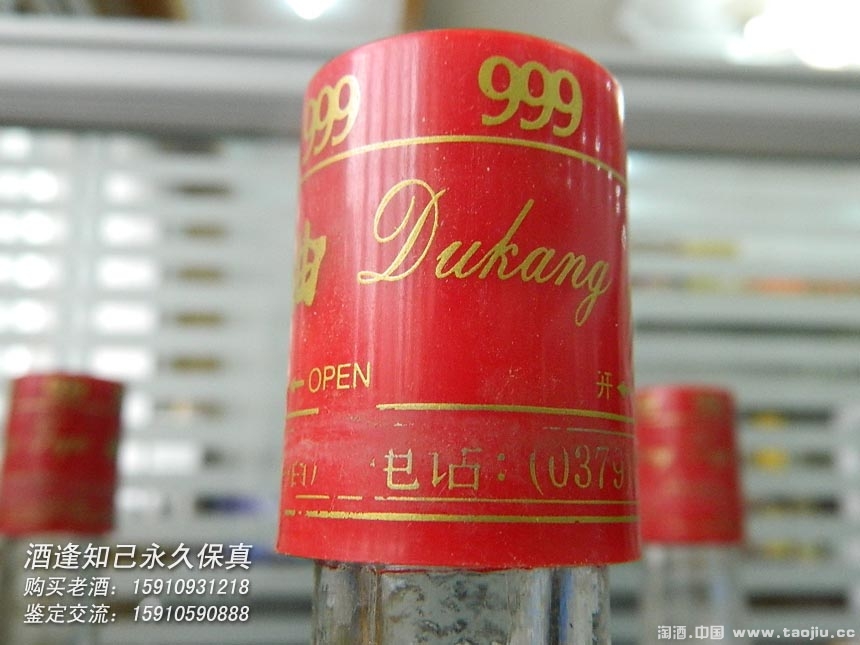 999 999
Dukang
OPEN 开
电话：(0379
酒逢知己永久保真
购买老酒：15910931218
鉴定交流：15910590888
淘酒.中国 www.taojiu.cc